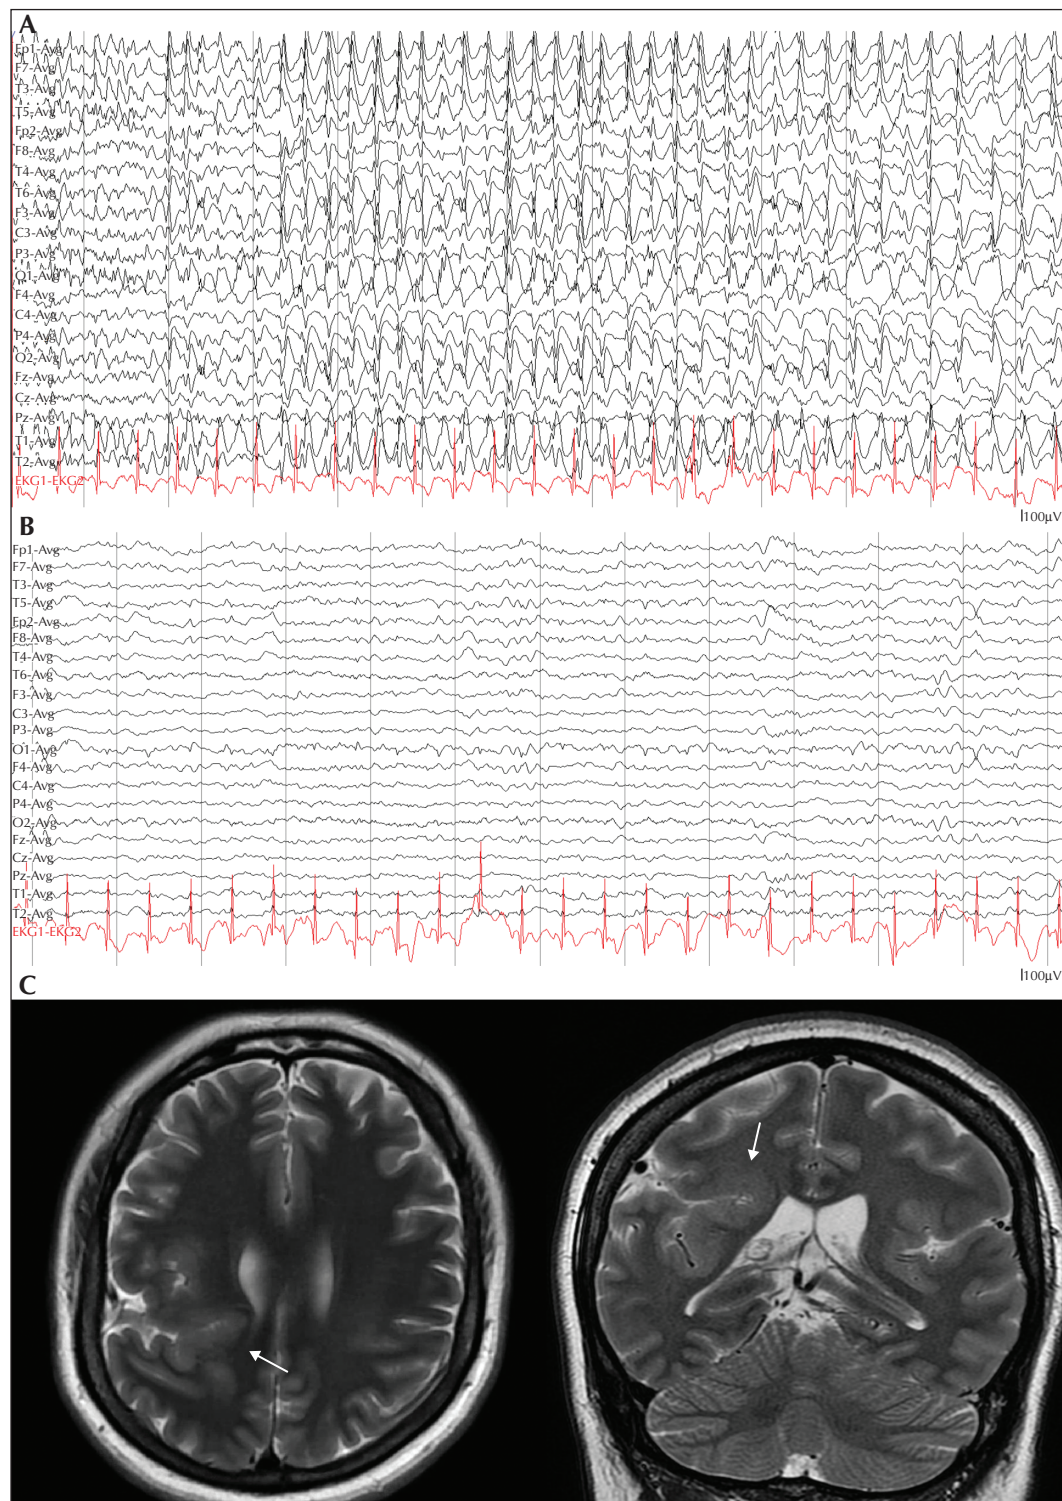 A
Fp1-Avg
F7-Avg
T3-Avg
T5-Avg
Fp2-Avg
F8-Avg
T4-Avg
T6-Avg
F3-Avg
C3-Avg
P3-Avg
O1-Avg
F4-Avg
C4-Avg
P4-Avg
O2-Avg
Fz-Avg
Cz-Avg
Pz-Avg
T1-Avg
T2-Avg
EKG1-EKG2
100µV
B
Fp1-Avg
F7-Avg
T3-Avg
T5-Avg
Fp2-Avg
F8-Avg
T4-Avg
T6-Avg
F3-Avg
C3-Avg
P3-Avg
O1-Avg
F4-Avg
C4-Avg
P4-Avg
O2-Avg
Fz-Avg
Cz-Avg
Pz-Avg
T1-Avg
T2-Avg
EKG1-EKG2
100µV
C